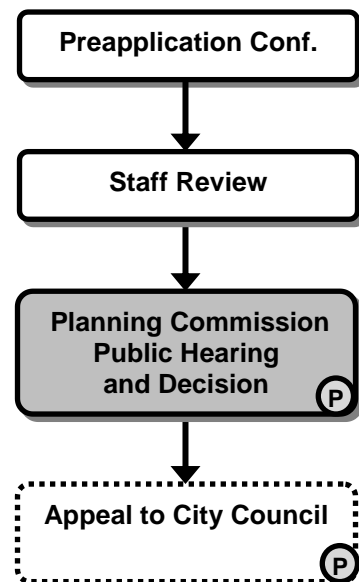 Preapplication Conf.
Staff Review
Planning Commission
Public Hearing
and Decision
P
Appeal to City Council
P